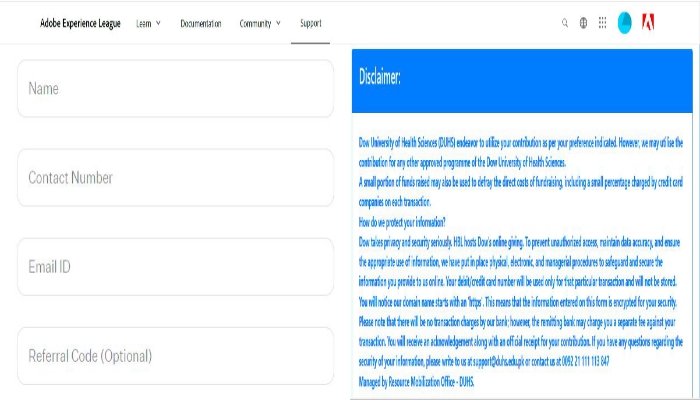 Adobe Experience League Learn Documentation Community Support
Name
Contact Number
Email ID
Referral Code (Optional)
Disclaimer:
Dow University of Health Sciences (DUHS) endeavor to utilize your contribution as per your preference indicated. However, we may utilise the
contribution for any other approved programme of the Dow University of Health Sciences.
A small portion of funds raised may also be used to defray the direct costs of fundraising, including a small percentage charged by credit card
companies on each transaction.
How do we protect your information?
Dow takes privacy and security seriously. HBL hosts Dow's online giving. To prevent unauthorized access, maintain data accuracy, and ensure
the appropriate use of information, we have put in place physical, electronic, and managerial procedures to safeguard and secure the
information you provide to us online. Your debit/credit card number will be used only for that particular transaction and will not be stored.
You will notice our domain name starts with an 'https'. This means that the information entered on this form is encrypted for your security.
Please note that there will be no transaction charges by our bank; however, the remitting bank may charge you a separate fee against your
transaction. You will receive an acknowledgement along with an official receipt for your contribution. If you have any questions regarding the
security of your information, please write to us at support@duhs.edu.pk or contact us at 0092 21 111 113 847
Managed by Resource Mobilization Office - DUHS.